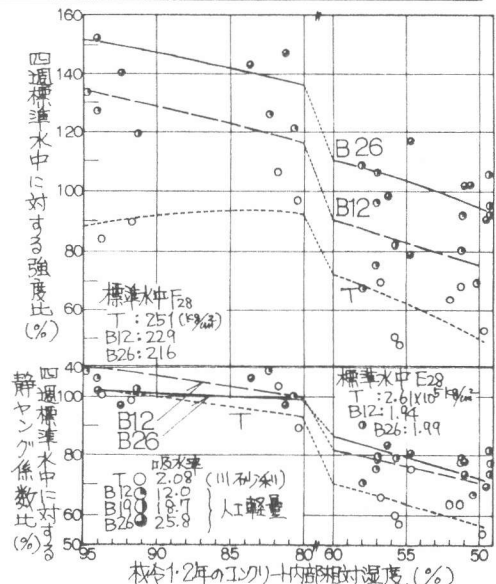 四週標準水中に対する強度比(%)
160
140
120
100
80
60
40
B26
B12
T
標準水中F28
T : 251 (kg/cm²)
B12: 229
B26: 216
四週標準水中に対する静ヤング係数比(%)
100
80
60
50
B12
B26
T
標準水中E28
T : 2.61×10⁵kg/cm²
B12: 1.94
B26: 1.99
吸水率
T ○ 2.08 (川砂利)
B12 12.0
B19 18.7
B26 25.8
人工軽量
95 90 85 80 60 55 50
材令1・2年のコンクリート内部相対湿度 (%)